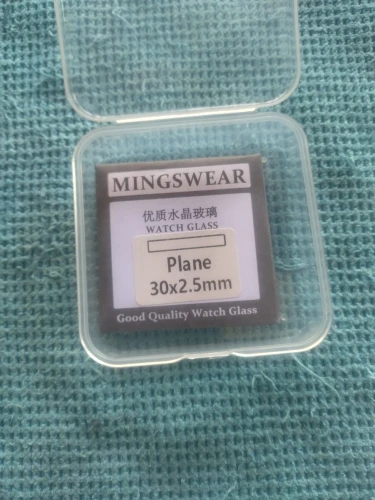 MINGSWEAR
优质水晶玻璃
WATCH GLASS
Plane
30x2.5mm
Good Quality Watch Glass